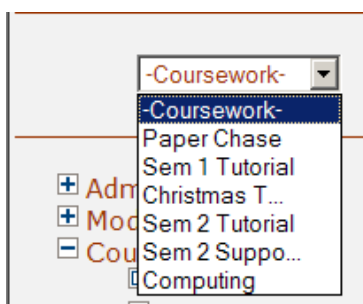 -Coursework-
-Coursework-
Paper Chase
Sem 1 Tutorial
Christmas T...
Sem 2 Tutorial
Sem 2 Suppo...
Computing